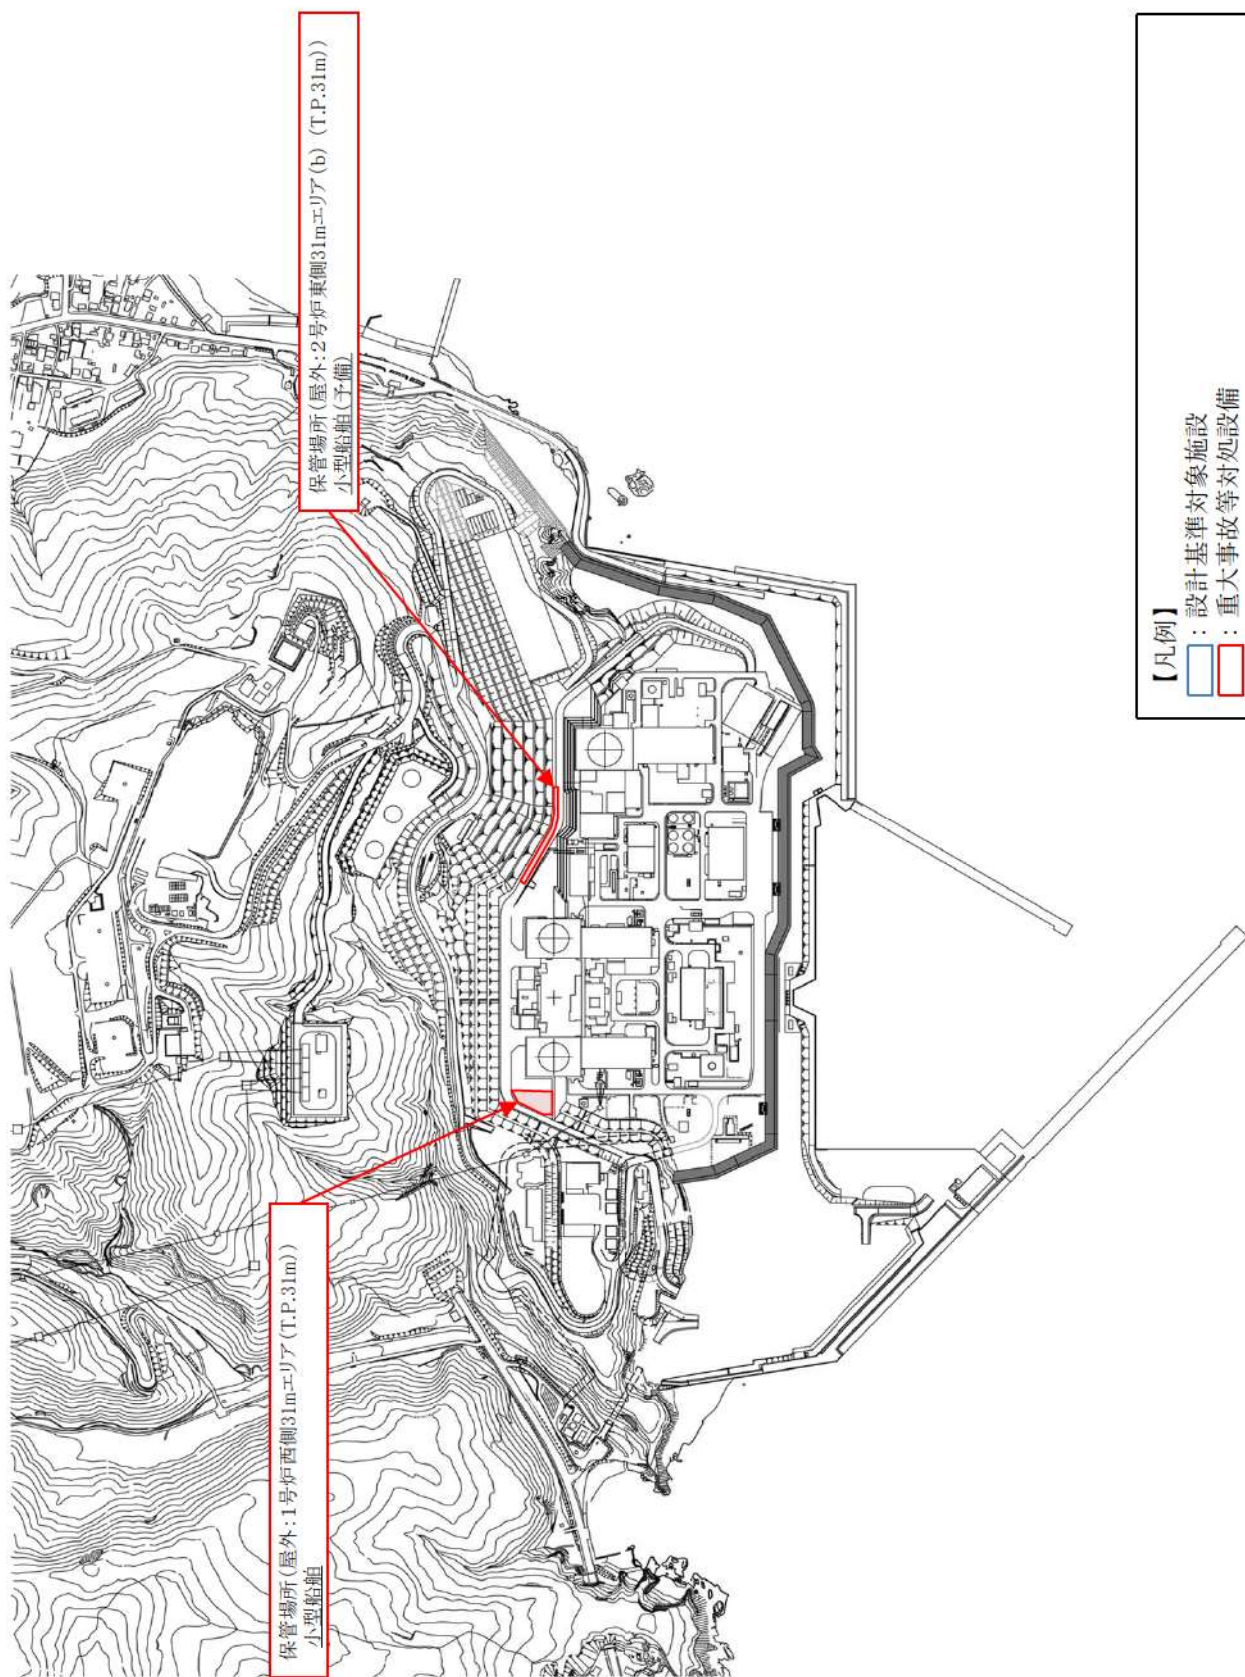 保管場所(屋外:1号炉西側31mエリア(T.P.31m))
小型船舶
保管場所(屋外:2号炉東側31mエリア(b) (T.P.31m))
小型船舶(予備)
【凡例】
:設計基準対象施設
:重大事故等対処設備